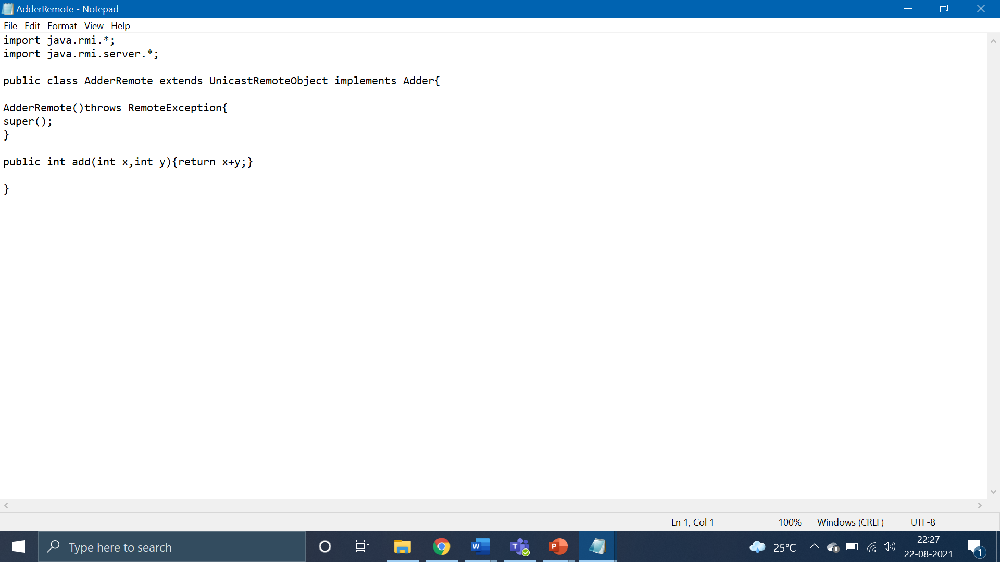 AdderRemote - Notepad
File Edit Format View Help
import java.rmi.*;
import java.rmi.server.*;
public class AdderRemote extends UnicastRemoteObject implements Adder{
AdderRemote()throws RemoteException{
super();
}
public int add(int x,int y){return x+y;}
}
Ln 1, Col 1 100% Windows (CRLF) UTF-8
Type here to search
W
T
P
25°C
22:27
22-08-2021
1